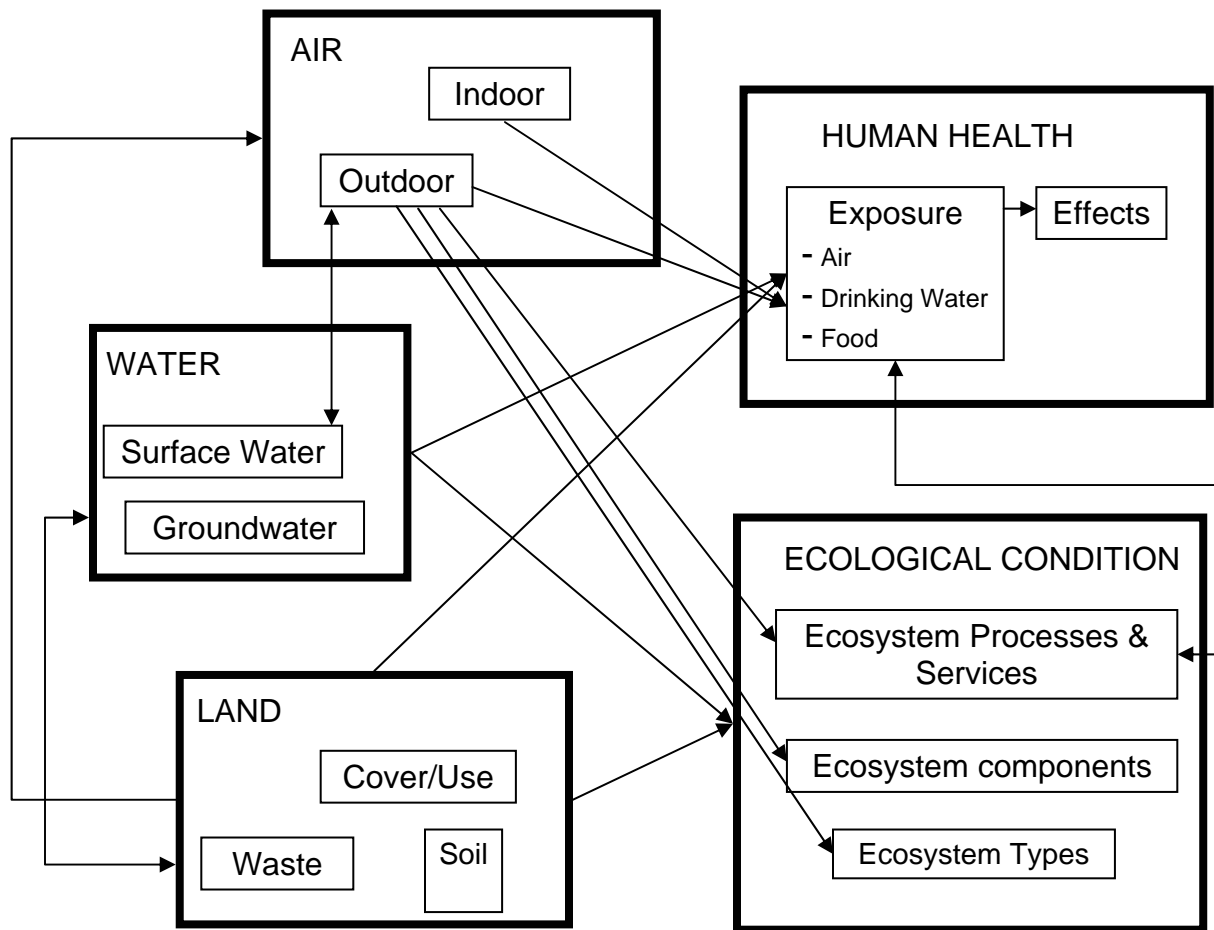 AIR
Indoor
Outdoor
HUMAN HEALTH
Exposure
- Air
- Drinking Water
- Food
Effects
WATER
Surface Water
Groundwater
ECOLOGICAL CONDITION
Ecosystem Processes &
Services
Ecosystem components
Ecosystem Types
LAND
Cover/Use
Waste
Soil